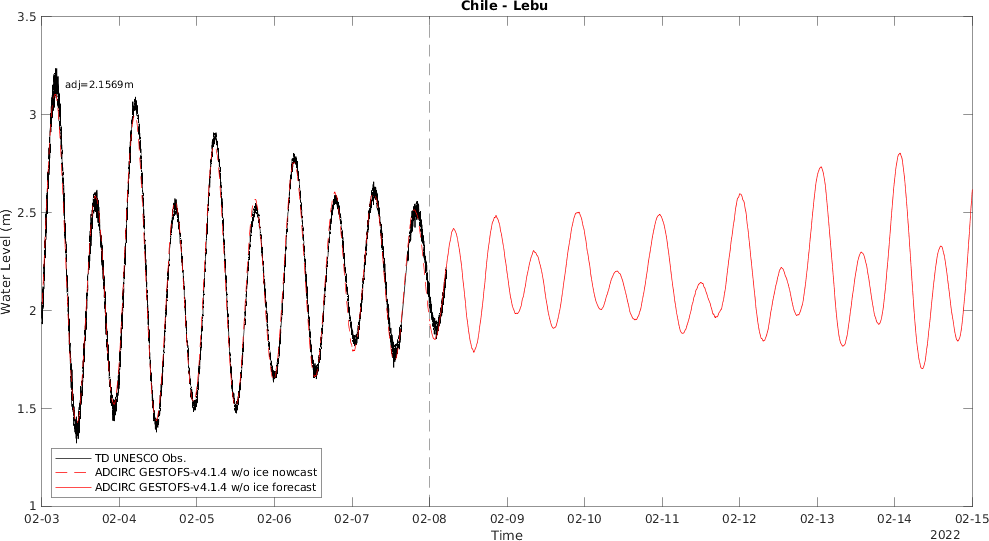 Chile - Lebu
3.5
adj=2.1569m
3
2.5
Water Level (m)
2
1.5
TD UNESCO Obs.
ADCIRC GESTOFS-v4.1.4 w/o ice nowcast
ADCIRC GESTOFS-v4.1.4 w/o ice forecast
1
02-03 02-04 02-05 02-06 02-07 02-08 02-09 02-10 02-11 02-12 02-13 02-14 02-15
Time
2022